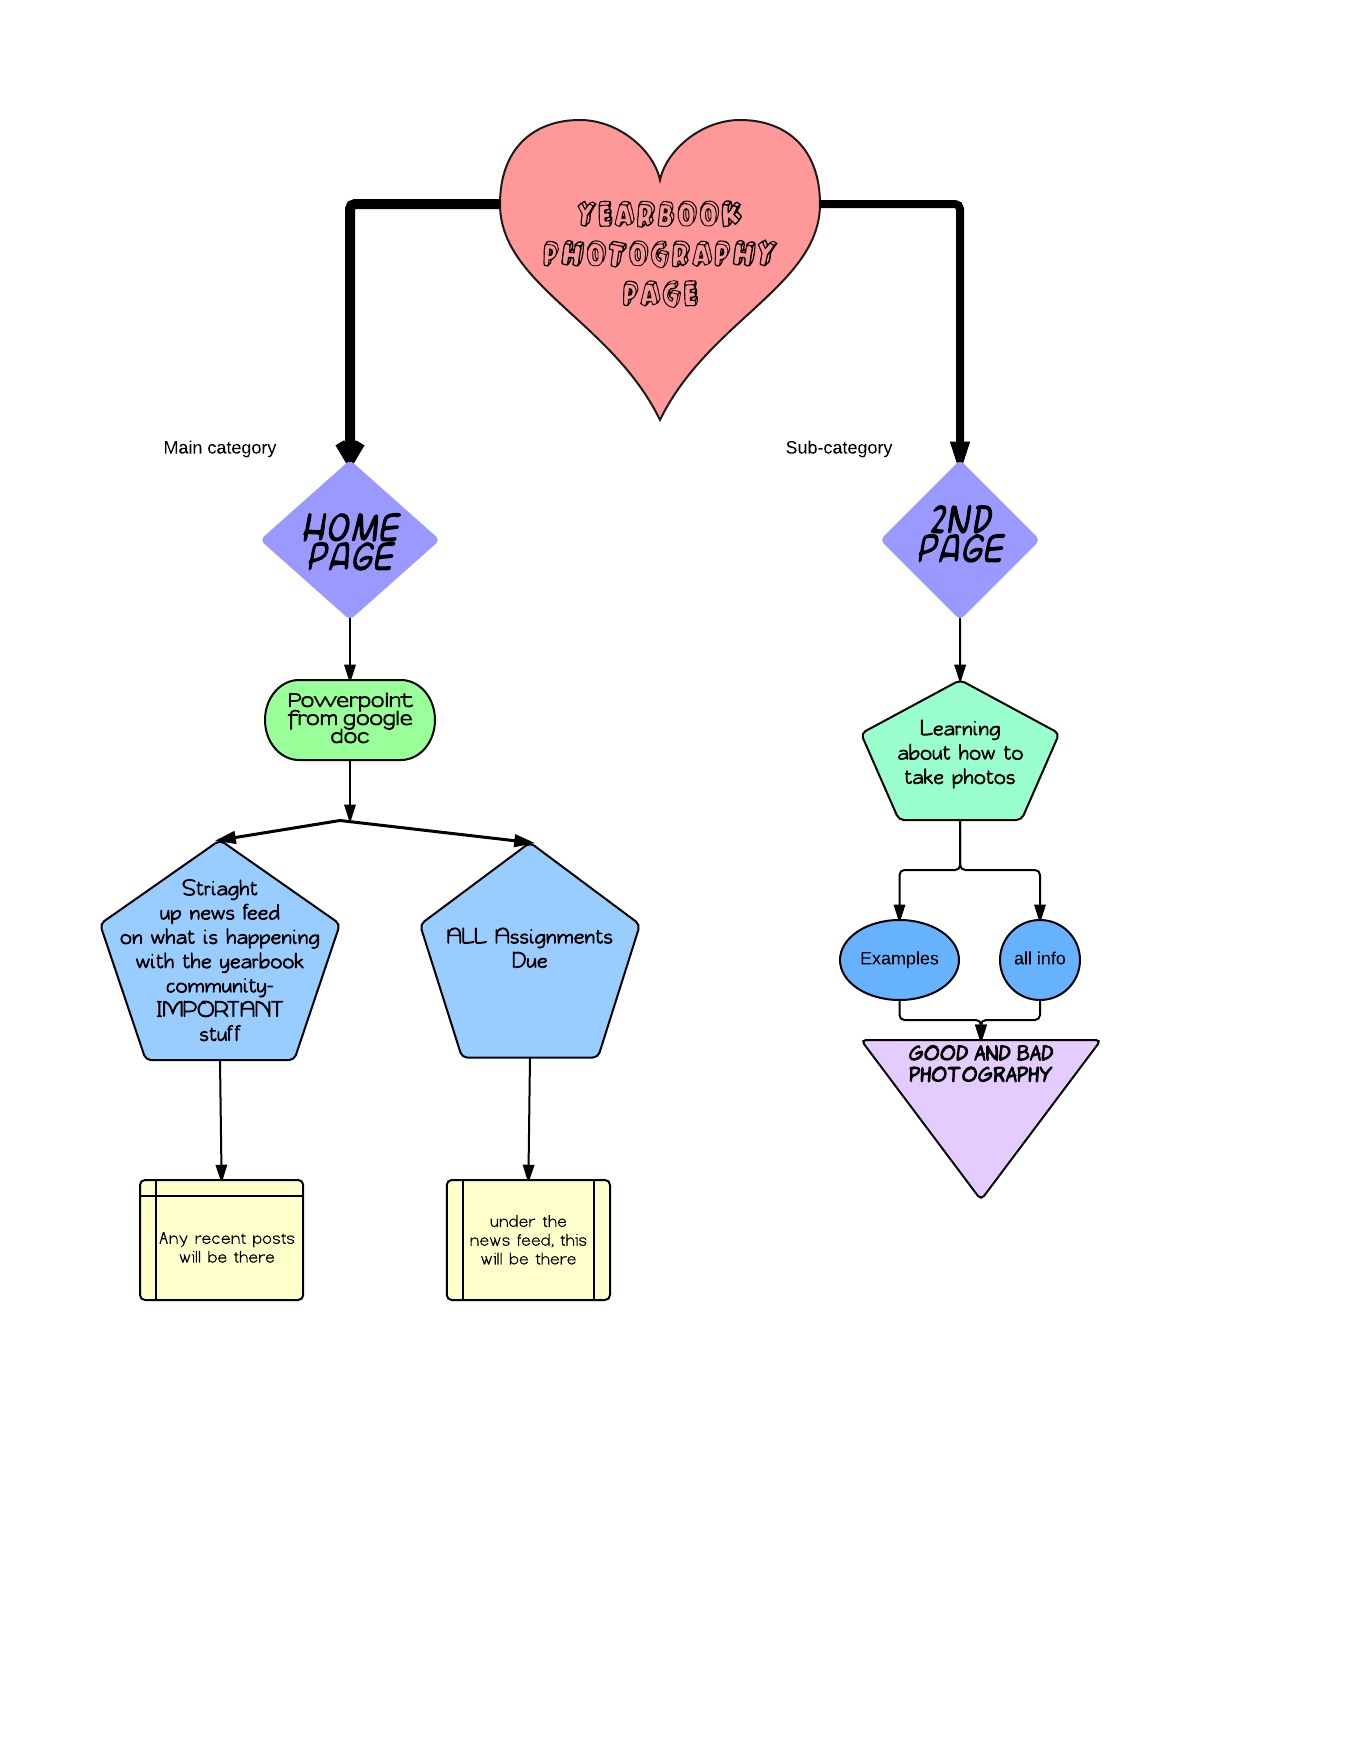 YEARBOOK
PHOTOGRAPHY
PAGE
Main category
Sub-category
HOME
PAGE
2ND
PAGE
Powerpoint
from google
doc
Learning
about how to
take photos
Striaght
up news feed
on what is happening
with the yearbook
community-
IMPORTANT
stuff
ALL Assignments
Due
Examples
all info
GOOD AND BAD
PHOTOGRAPHY
Any recent posts
will be there
under the
news feed, this
will be there